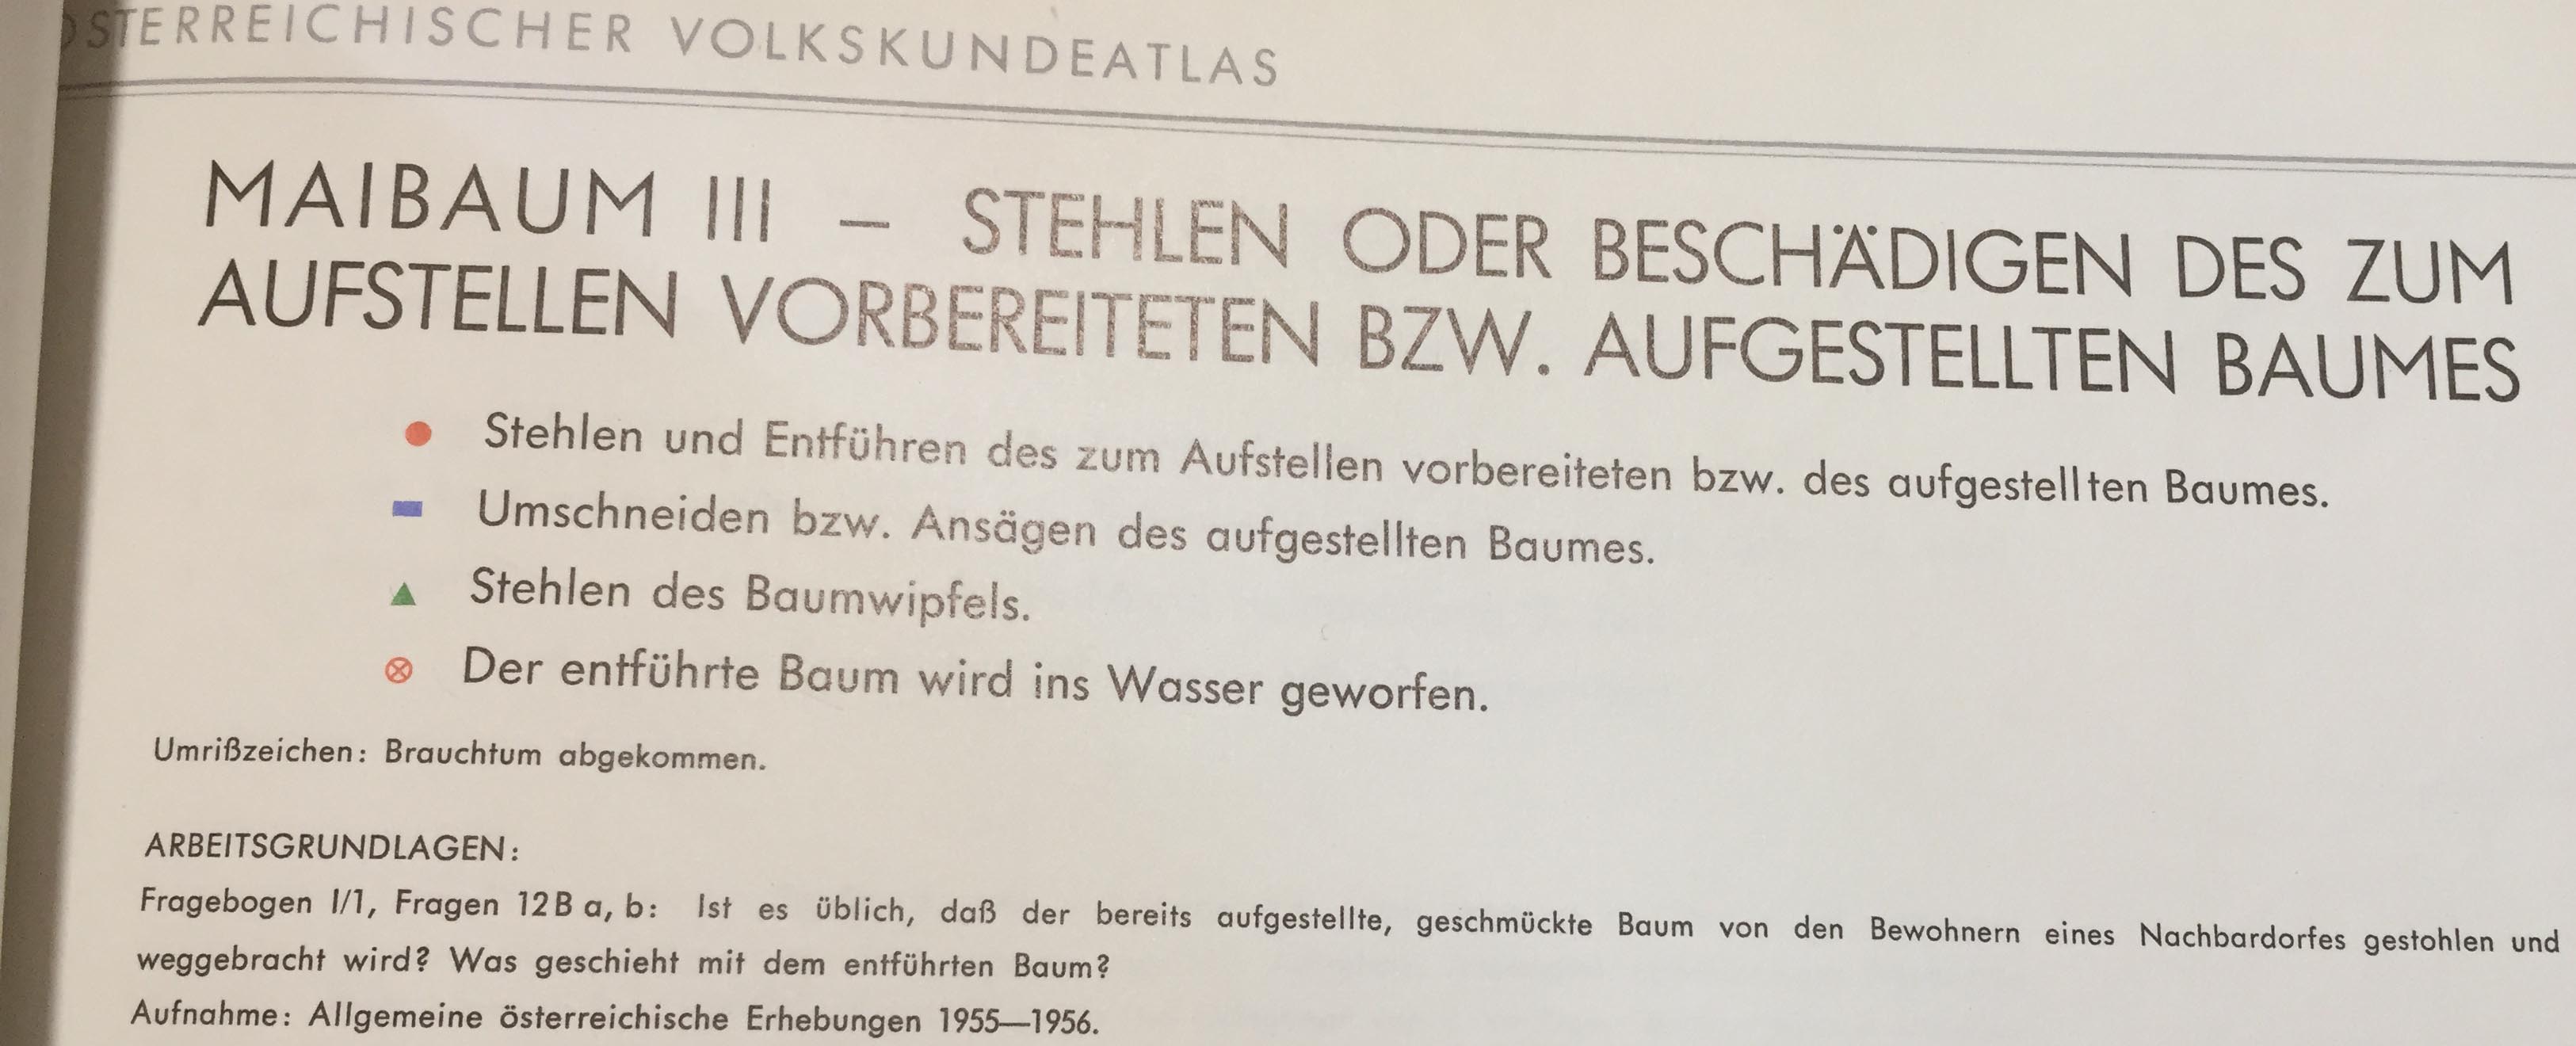 ÖSTERREICHISCHER VOLKSKUNDEATLAS
MAIBAUM III – STEHLEN ODER BESCHÄDIGEN DES ZUM
AUFSTELLEN VORBEREITETEN BZW. AUFGESTELLTEN BAUMES
Stehlen und Entführen des zum Aufstellen vorbereiteten bzw. des aufgestellten Baumes.
Umschneiden bzw. Ansägen des aufgestellten Baumes.
Stehlen des Baumwipfels.
Der entführte Baum wird ins Wasser geworfen.
Umrißzeichen: Brauchtum abgekommen.
ARBEITSGRUNDLAGEN:
Fragebogen I/1, Fragen 12 B a, b: Ist es üblich, daß der bereits aufgestellte, geschmückte Baum von den Bewohnern eines Nachbardorfes gestohlen und
weggebracht wird? Was geschieht mit dem entführten Baum?
Aufnahme: Allgemeine österreichische Erhebungen 1955—1956.